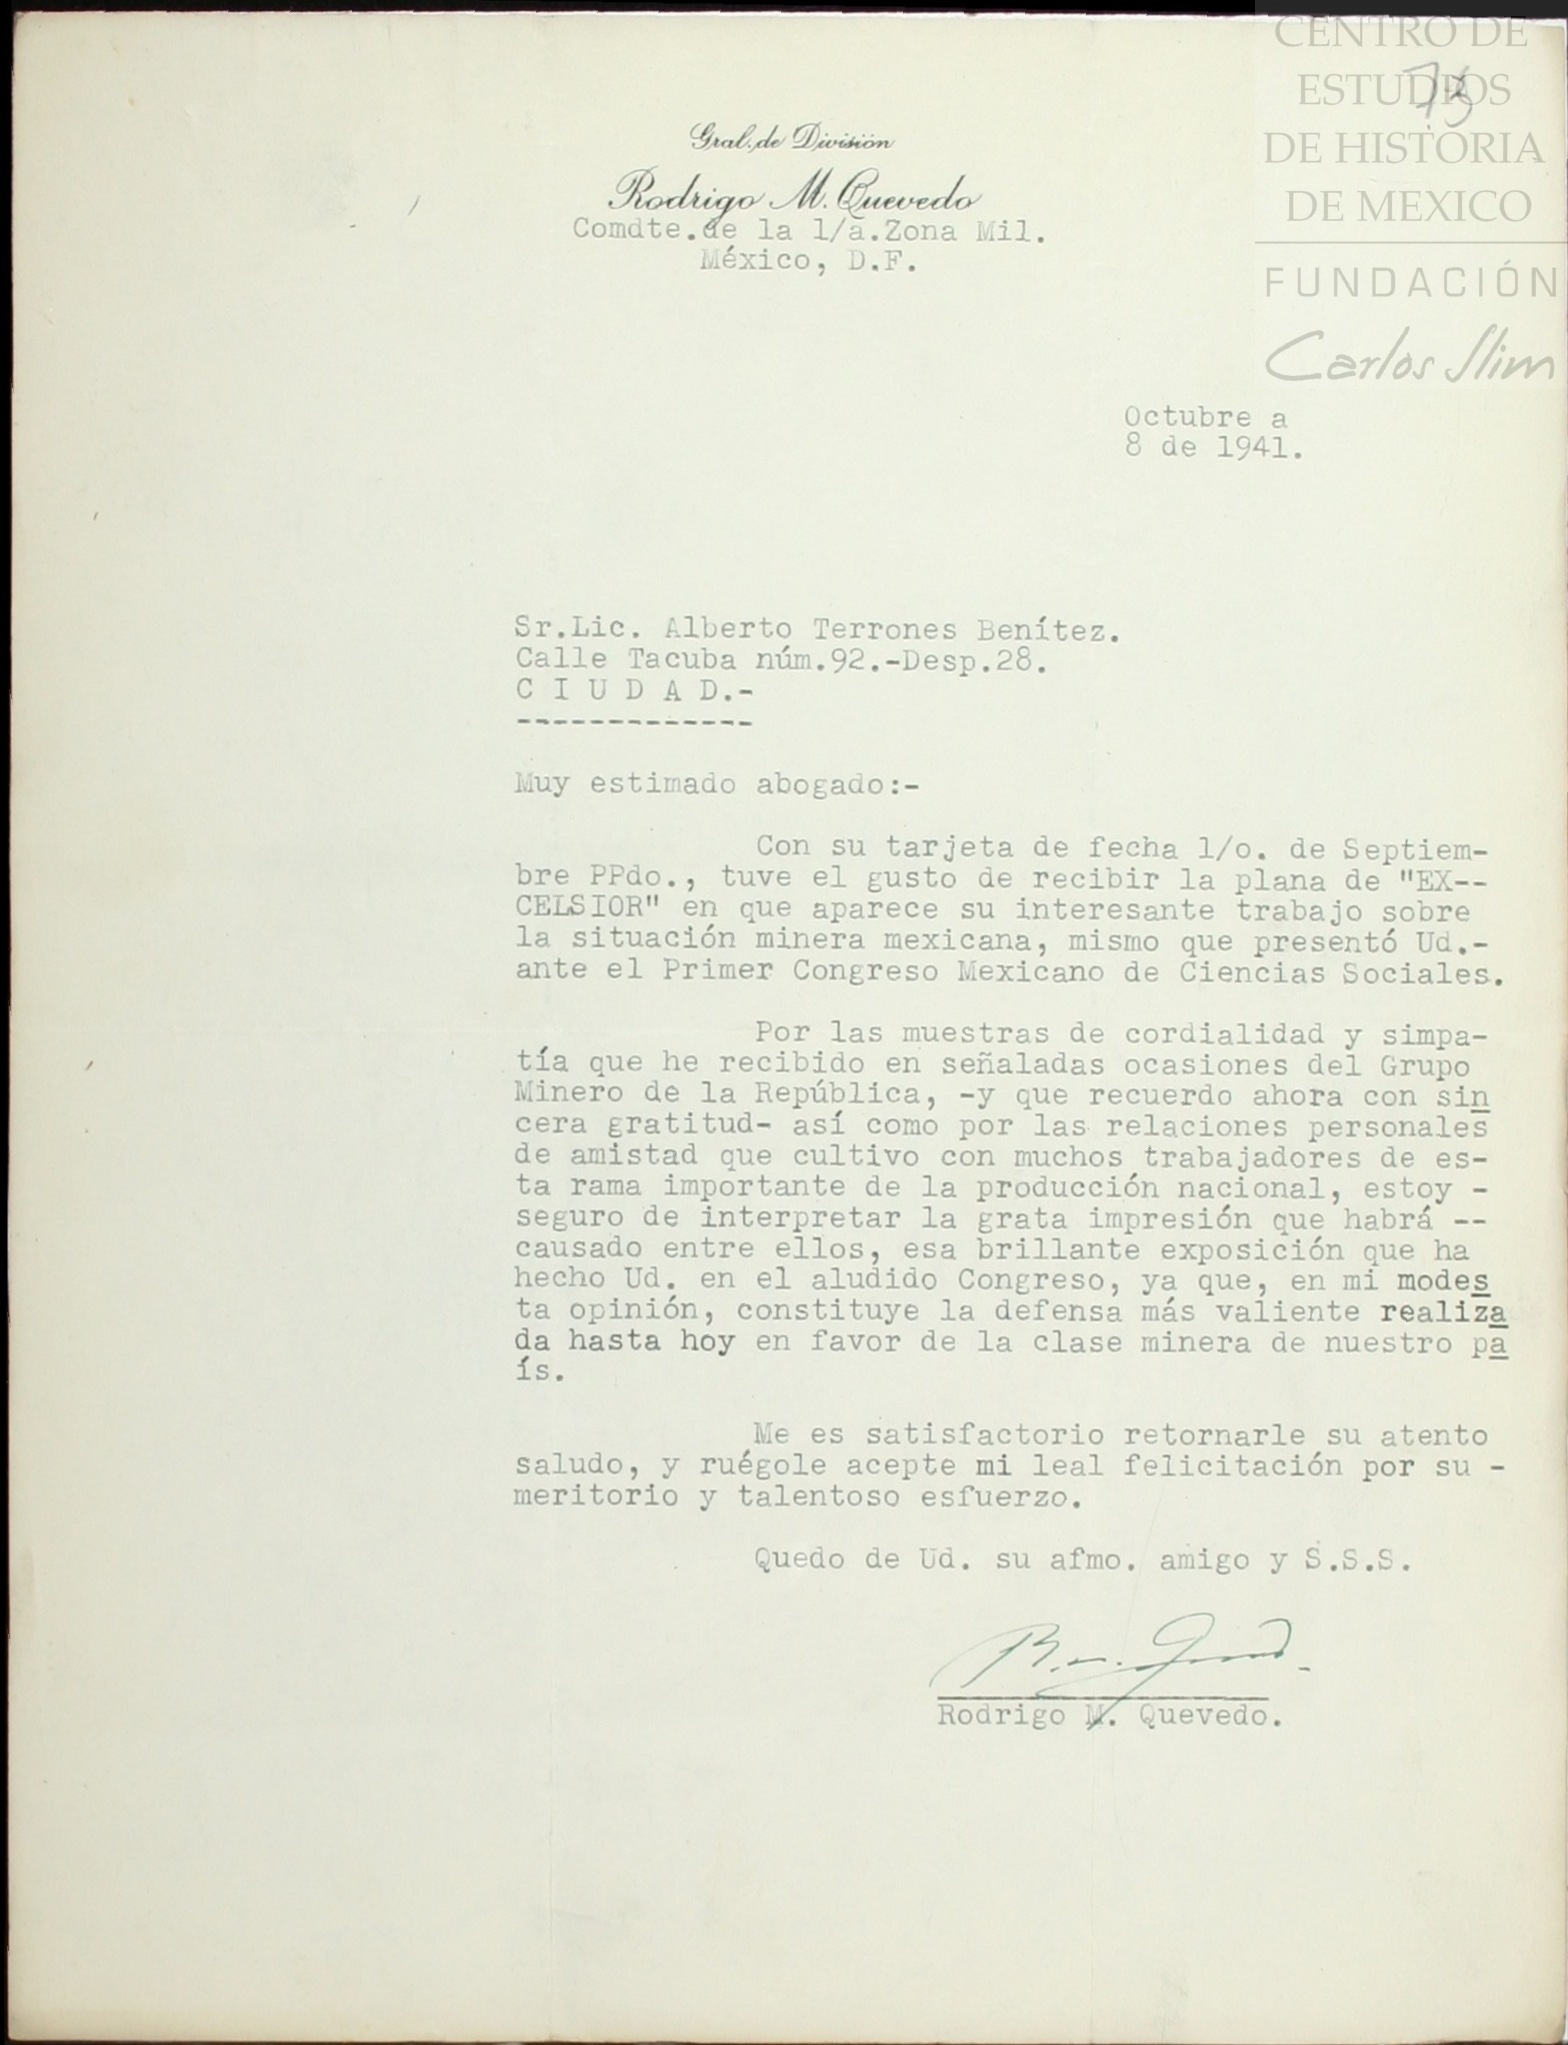 CENTRO DE
ESTUDIOS
DE HISTORIA
DE MEXICO
FUNDACIÓN
Carlos Slim
Gral. de División
Rodrigo M. Quevedo
Comdte.de la 1/a.Zona Mil.
México, D.F.
Octubre a
8 de 1941.
Sr.Lic. Alberto Terrones Benítez.
Calle Tacuba núm.92.-Desp.28.
C I U D A D.-
-------------
Muy estimado abogado:-
Con su tarjeta de fecha 1/o. de Septiem-
bre PPdo., tuve el gusto de recibir la plana de "EX--
CELSIOR" en que aparece su interesante trabajo sobre
la situación minera mexicana, mismo que presentó Ud.-
ante el Primer Congreso Mexicano de Ciencias Sociales.
Por las muestras de cordialidad y simpa-
tía que he recibido en señaladas ocasiones del Grupo
Minero de la República, -y que recuerdo ahora con sin
cera gratitud- así como por las relaciones personales
de amistad que cultivo con muchos trabajadores de es-
ta rama importante de la producción nacional, estoy -
seguro de interpretar la grata impresión que habrá --
causado entre ellos, esa brillante exposición que ha
hecho Ud. en el aludido Congreso, ya que, en mi modes
ta opinión, constituye la defensa más valiente realiza
da hasta hoy en favor de la clase minera de nuestro pa
ís.
Me es satisfactorio retornarle su atento
saludo, y ruégole acepte mi leal felicitación por su -
meritorio y talentoso esfuerzo.
Quedo de Ud. su afmo. amigo y S.S.S.
Rodrigo M. Quevedo.